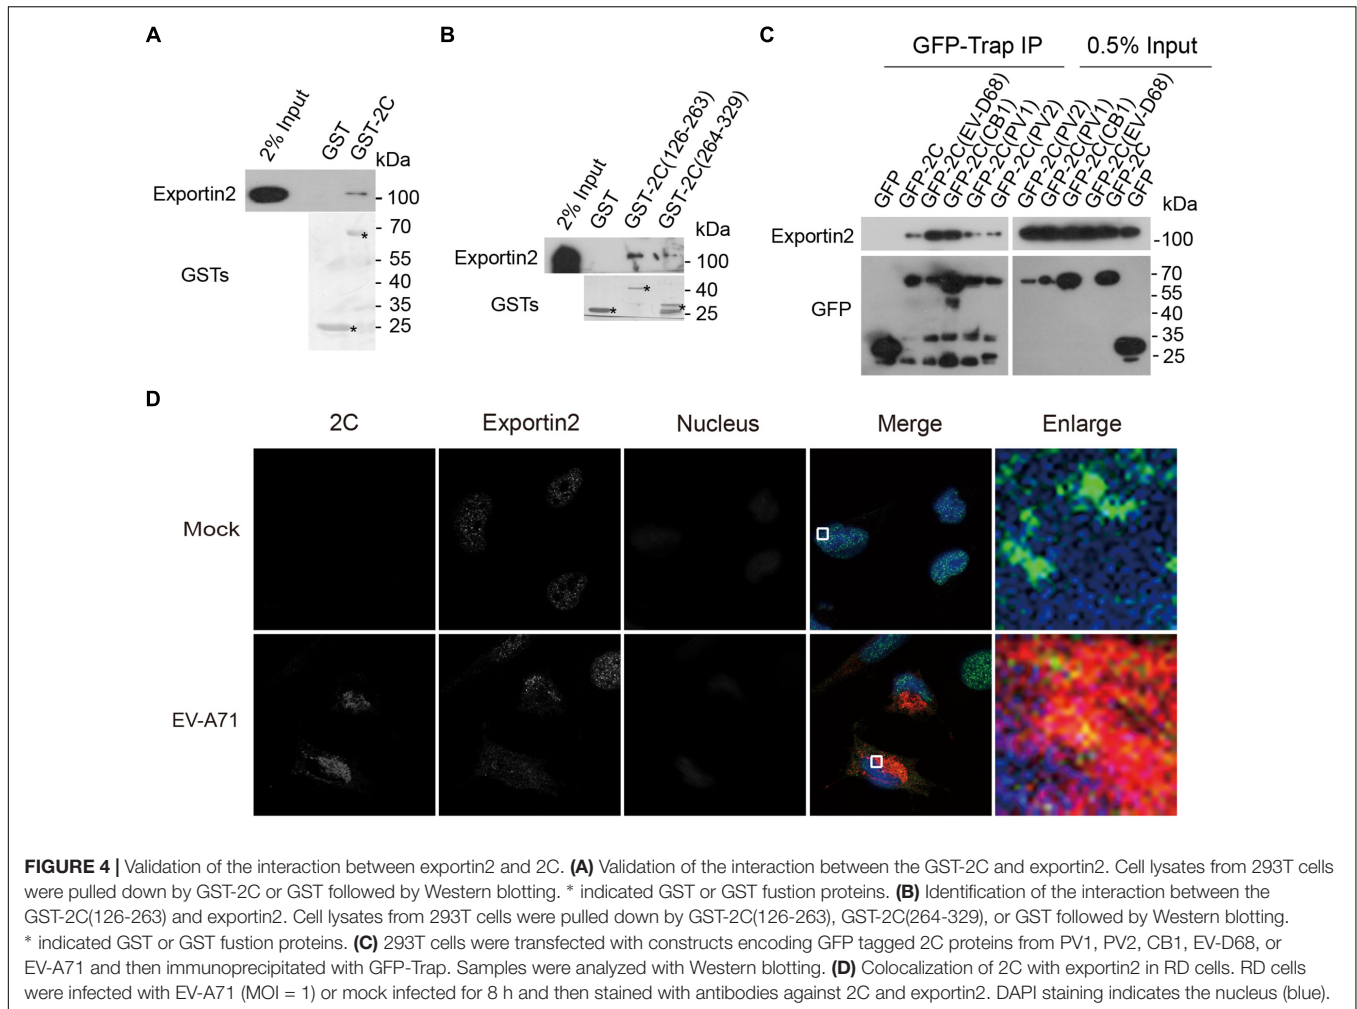 A
2% Input
GST
GST-2C
kDa
Exportin2
- 100
- 70
GSTs
- 55
- 40
- 35
- 25
*
*
B
2% Input
GST
GST-2C(126-263)
GST-2C(264-329)
kDa
Exportin2
- 100
GSTs
- 40
- 25
*
*
*
C
GFP-Trap IP
0.5% Input
GFP
GFP-2C
GFP-2C(EV-D68)
GFP-2C(CB1)
GFP-2C(PV1)
GFP-2C(PV2)
GFP-2C(PV2)
GFP-2C(PV1)
GFP-2C(CB1)
GFP-2C(EV-D68)
GFP-2C
GFP
kDa
Exportin2
-100
GFP
- 70
- 55
- 40
- 35
- 25
D
2C
Exportin2
Nucleus
Merge
Enlarge
Mock
EV-A71
FIGURE 4 | Validation of the interaction between exportin2 and 2C. (A) Validation of the interaction between the GST-2C and exportin2. Cell lysates from 293T cells
were pulled down by GST-2C or GST followed by Western blotting. * indicated GST or GST fustion proteins. (B) Identification of the interaction between the
GST-2C(126-263) and exportin2. Cell lysates from 293T cells were pulled down by GST-2C(126-263), GST-2C(264-329), or GST followed by Western blotting.
* indicated GST or GST fustion proteins. (C) 293T cells were transfected with constructs encoding GFP tagged 2C proteins from PV1, PV2, CB1, EV-D68, or
EV-A71 and then immunoprecipitated with GFP-Trap. Samples were analyzed with Western blotting. (D) Colocalization of 2C with exportin2 in RD cells. RD cells
were infected with EV-A71 (MOI = 1) or mock infected for 8 h and then stained with antibodies against 2C and exportin2. DAPI staining indicates the nucleus (blue).